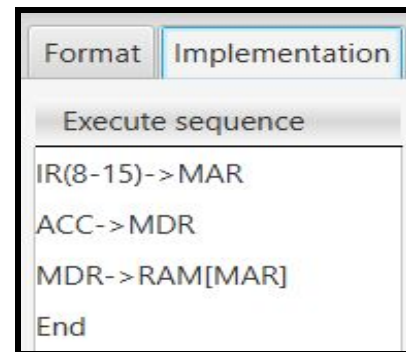 Format Implementation
Execute sequence
IR(8-15)->MAR
ACC->MDR
MDR->RAM[MAR]
End